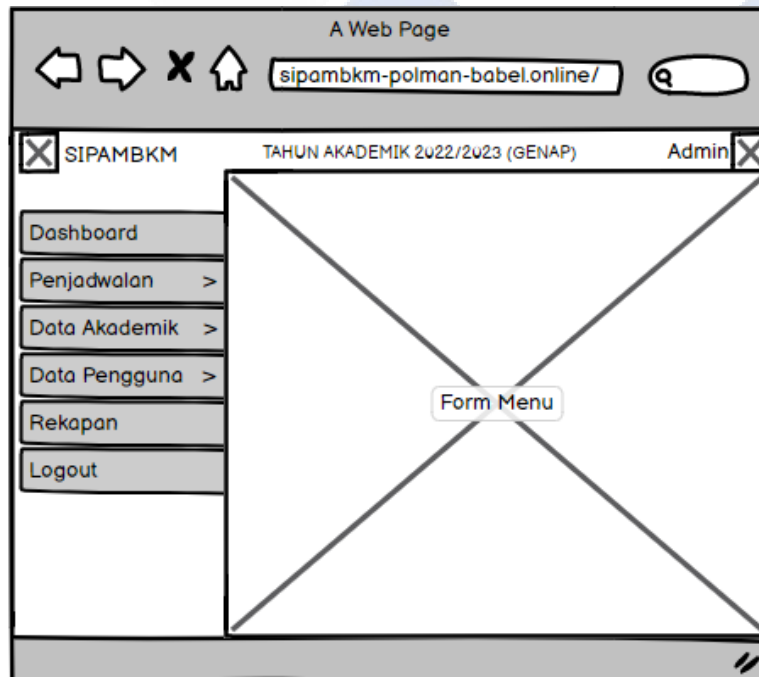 A Web Page
sipambkm-polman-babel.online/
SIPAMBKM
TAHUN AKADEMIK 2022/2023 (GENAP)
Admin
Dashboard
Penjadwalan >
Data Akademik >
Data Pengguna >
Rekapan
Logout
Form Menu